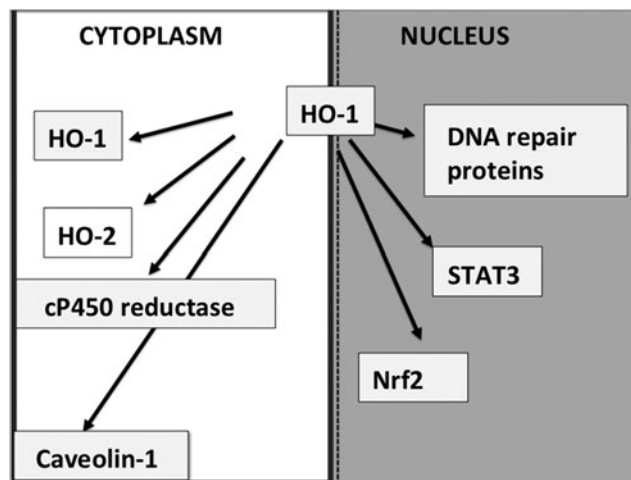 CYTOPLASM
NUCLEUS
HO-1
HO-1
DNA repair
proteins
HO-2
STAT3
cP450 reductase
Nrf2
Caveolin-1